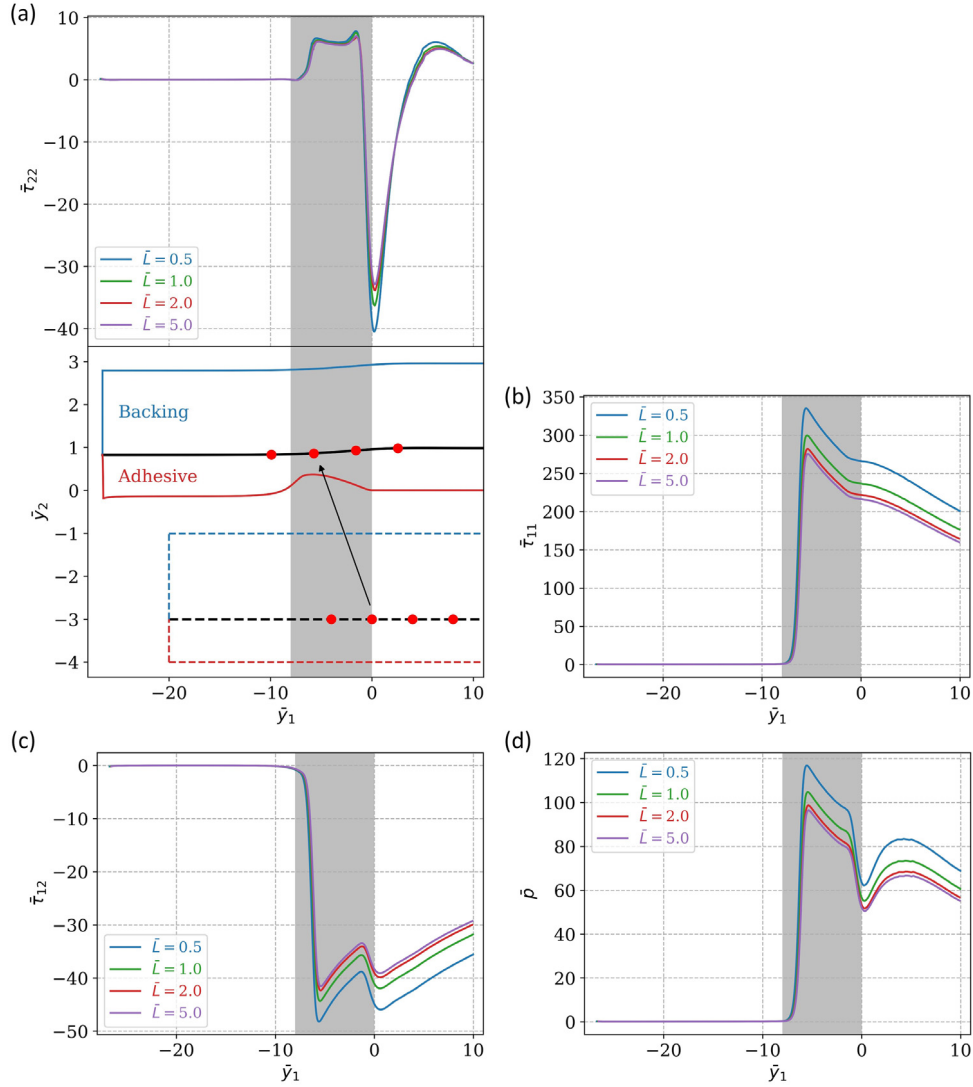 (a)
10
0
−10
−20
−30
−40
τ̄₂₂
L̄ = 0.5
L̄ = 1.0
L̄ = 2.0
L̄ = 5.0
3
2
1
0
−1
−2
−3
−4
ȳ₂
Backing
Adhesive
−20
−10
0
10
ȳ₁
(b)
350
300
250
200
150
100
50
0
τ̄₁₁
L̄ = 0.5
L̄ = 1.0
L̄ = 2.0
L̄ = 5.0
−20
−10
0
10
ȳ₁
(c)
0
−10
−20
−30
−40
−50
τ̄₁₂
L̄ = 0.5
L̄ = 1.0
L̄ = 2.0
L̄ = 5.0
−20
−10
0
10
ȳ₁
(d)
120
100
80
60
40
20
0
p̄
L̄ = 0.5
L̄ = 1.0
L̄ = 2.0
L̄ = 5.0
−20
−10
0
10
ȳ₁